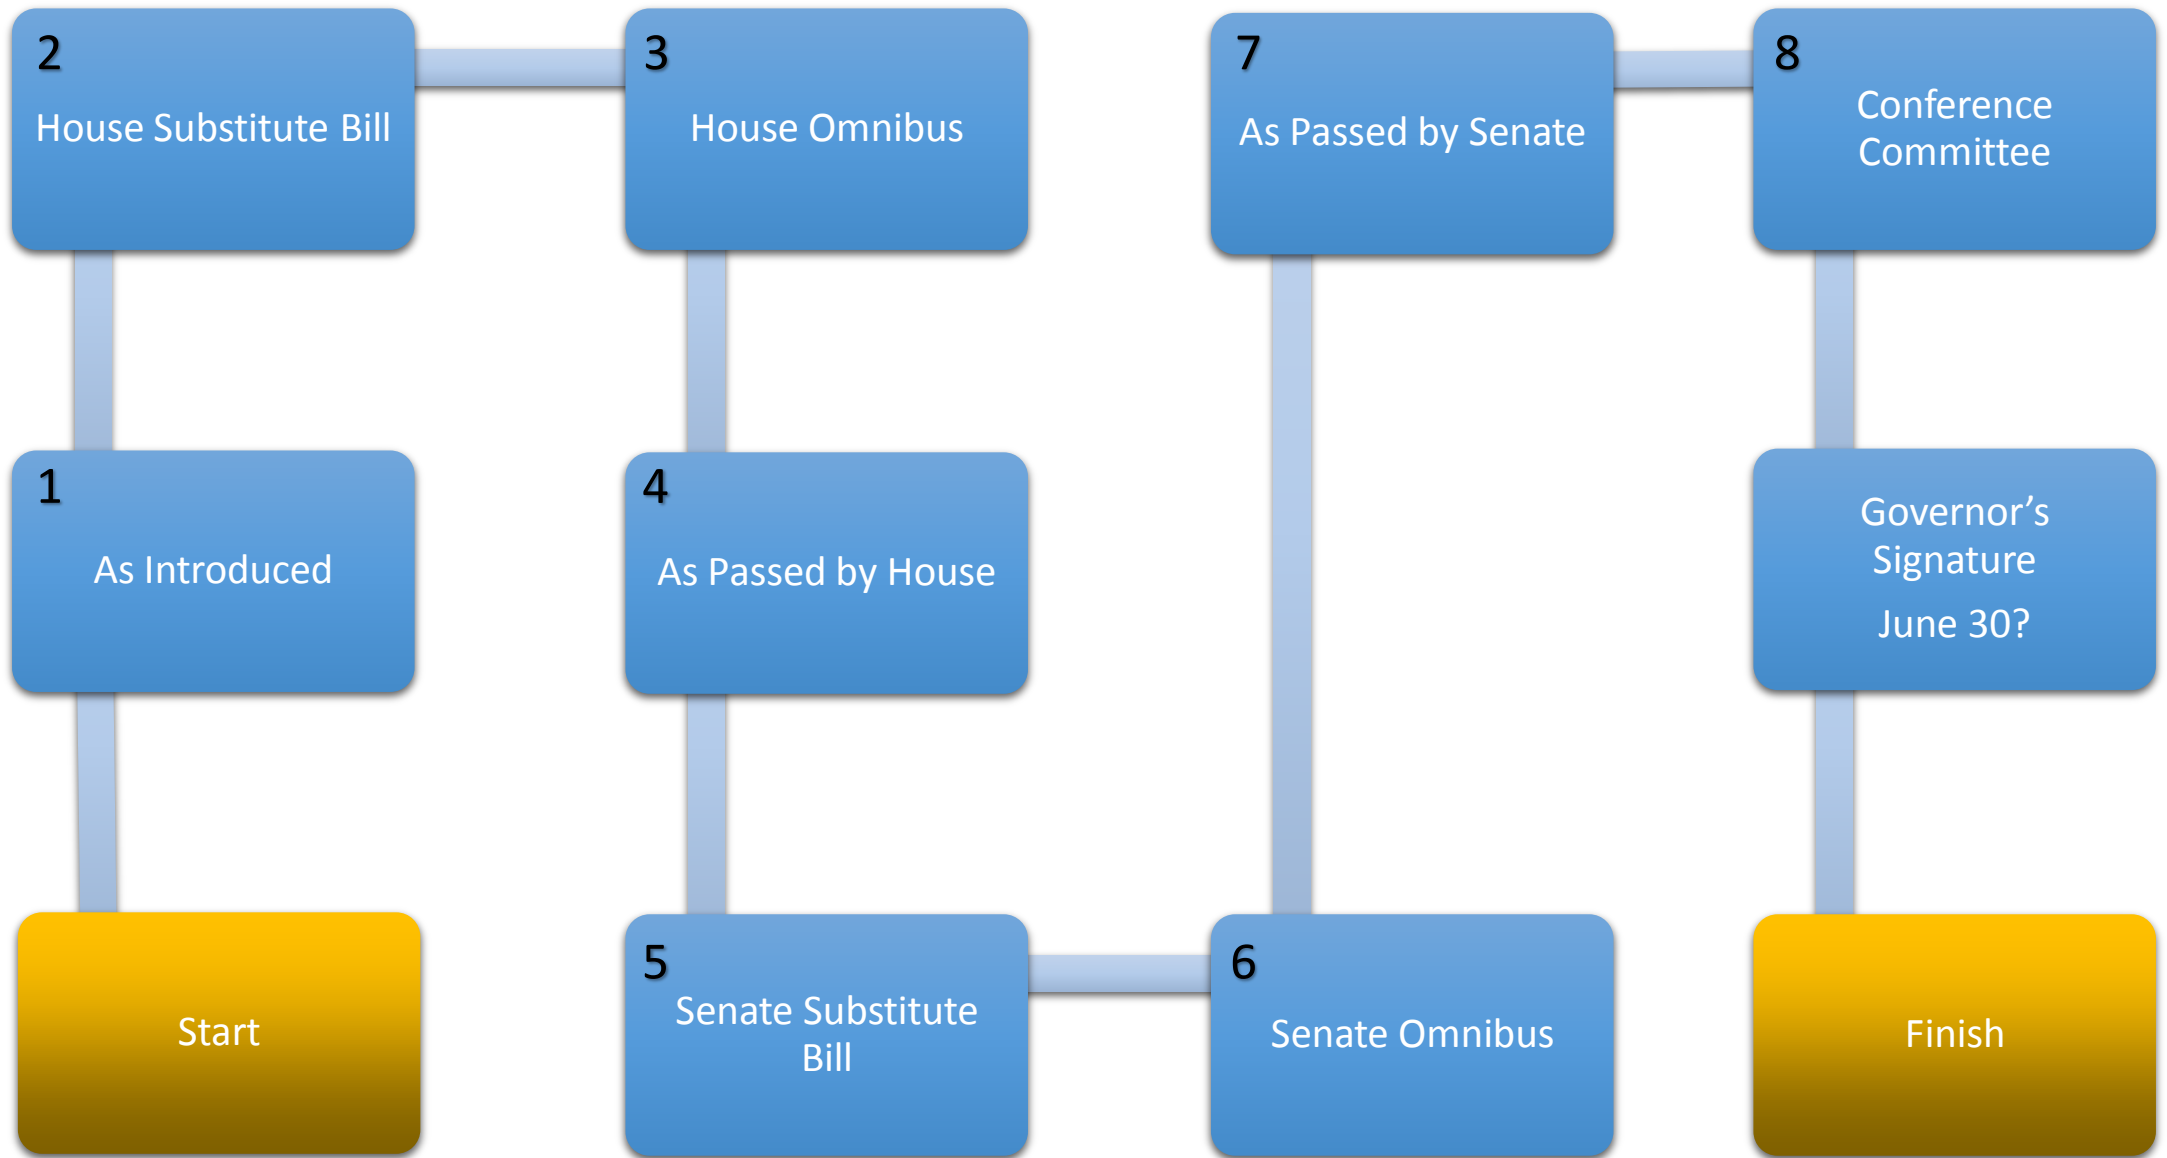 2
House Substitute Bill
3
House Omnibus
7
As Passed by Senate
8
Conference
Committee
1
As Introduced
4
As Passed by House
Governor’s
Signature
June 30?
Start
5
Senate Substitute
Bill
6
Senate Omnibus
Finish